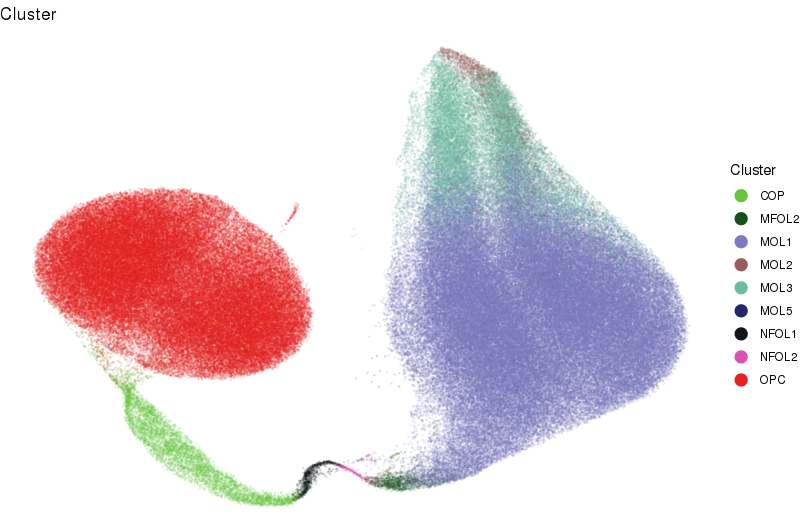 Cluster
Cluster
COP
MFOL2
MOL1
MOL2
MOL3
MOL5
NFOL1
NFOL2
OPC